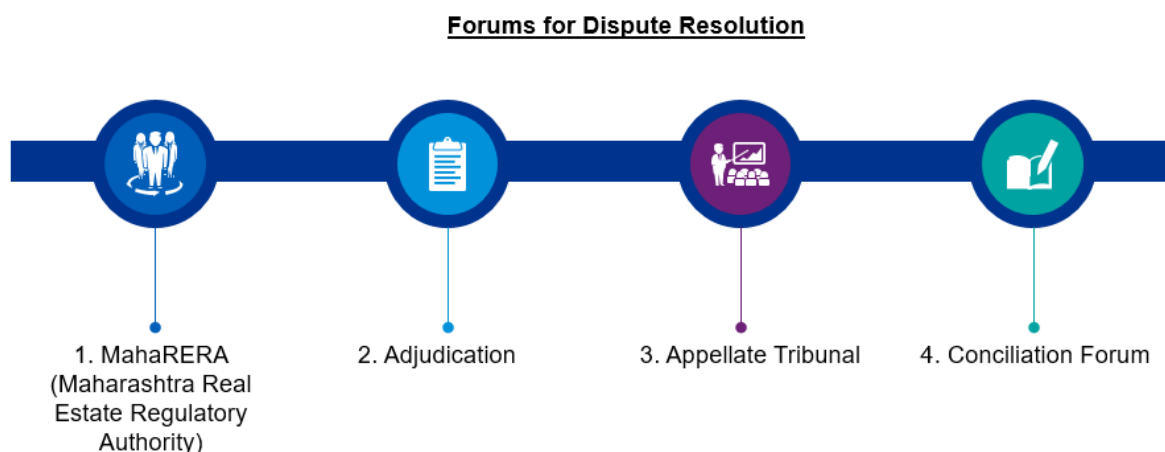 Forums for Dispute Resolution
1. MahaRERA
(Maharashtra Real
Estate Regulatory
Authority)
2. Adjudication
3. Appellate Tribunal
4. Conciliation Forum